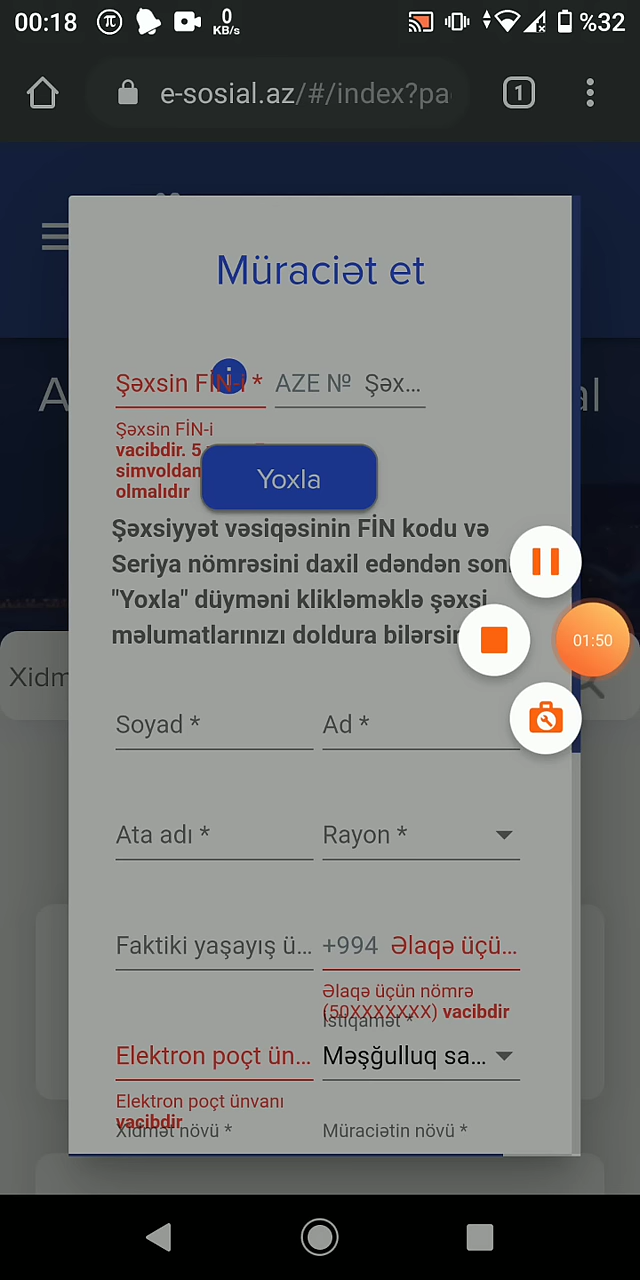 00:18 π 0 KB/s %32
e-sosial.az/#/index?pa
1
Müraciət et
A
al
i
Şəxsin FİN-i * AZE № Şəx...
Şəxsin FİN-i
vacibdir. 5
simvoldan
olmalıdır
Yoxla
Şəxsiyyət vəsiqəsinin FİN kodu və
Seriya nömrəsini daxil edəndən son
"Yoxla" düyməni klikləməklə şəxsi
məlumatlarınızı doldura bilərsin
01:50
Xidm
Soyad * Ad *
Ata adı * Rayon *
Faktiki yaşayış ü... +994 Əlaqə üçü...
Əlaqə üçün nömrə
(50XXXXXXX) vacibdir
İstiqamət *
Elektron poçt ün... Məşğulluq sa...
Elektron poçt ünvanı
vacibdir
Xidmət növü * Müraciətin növü *